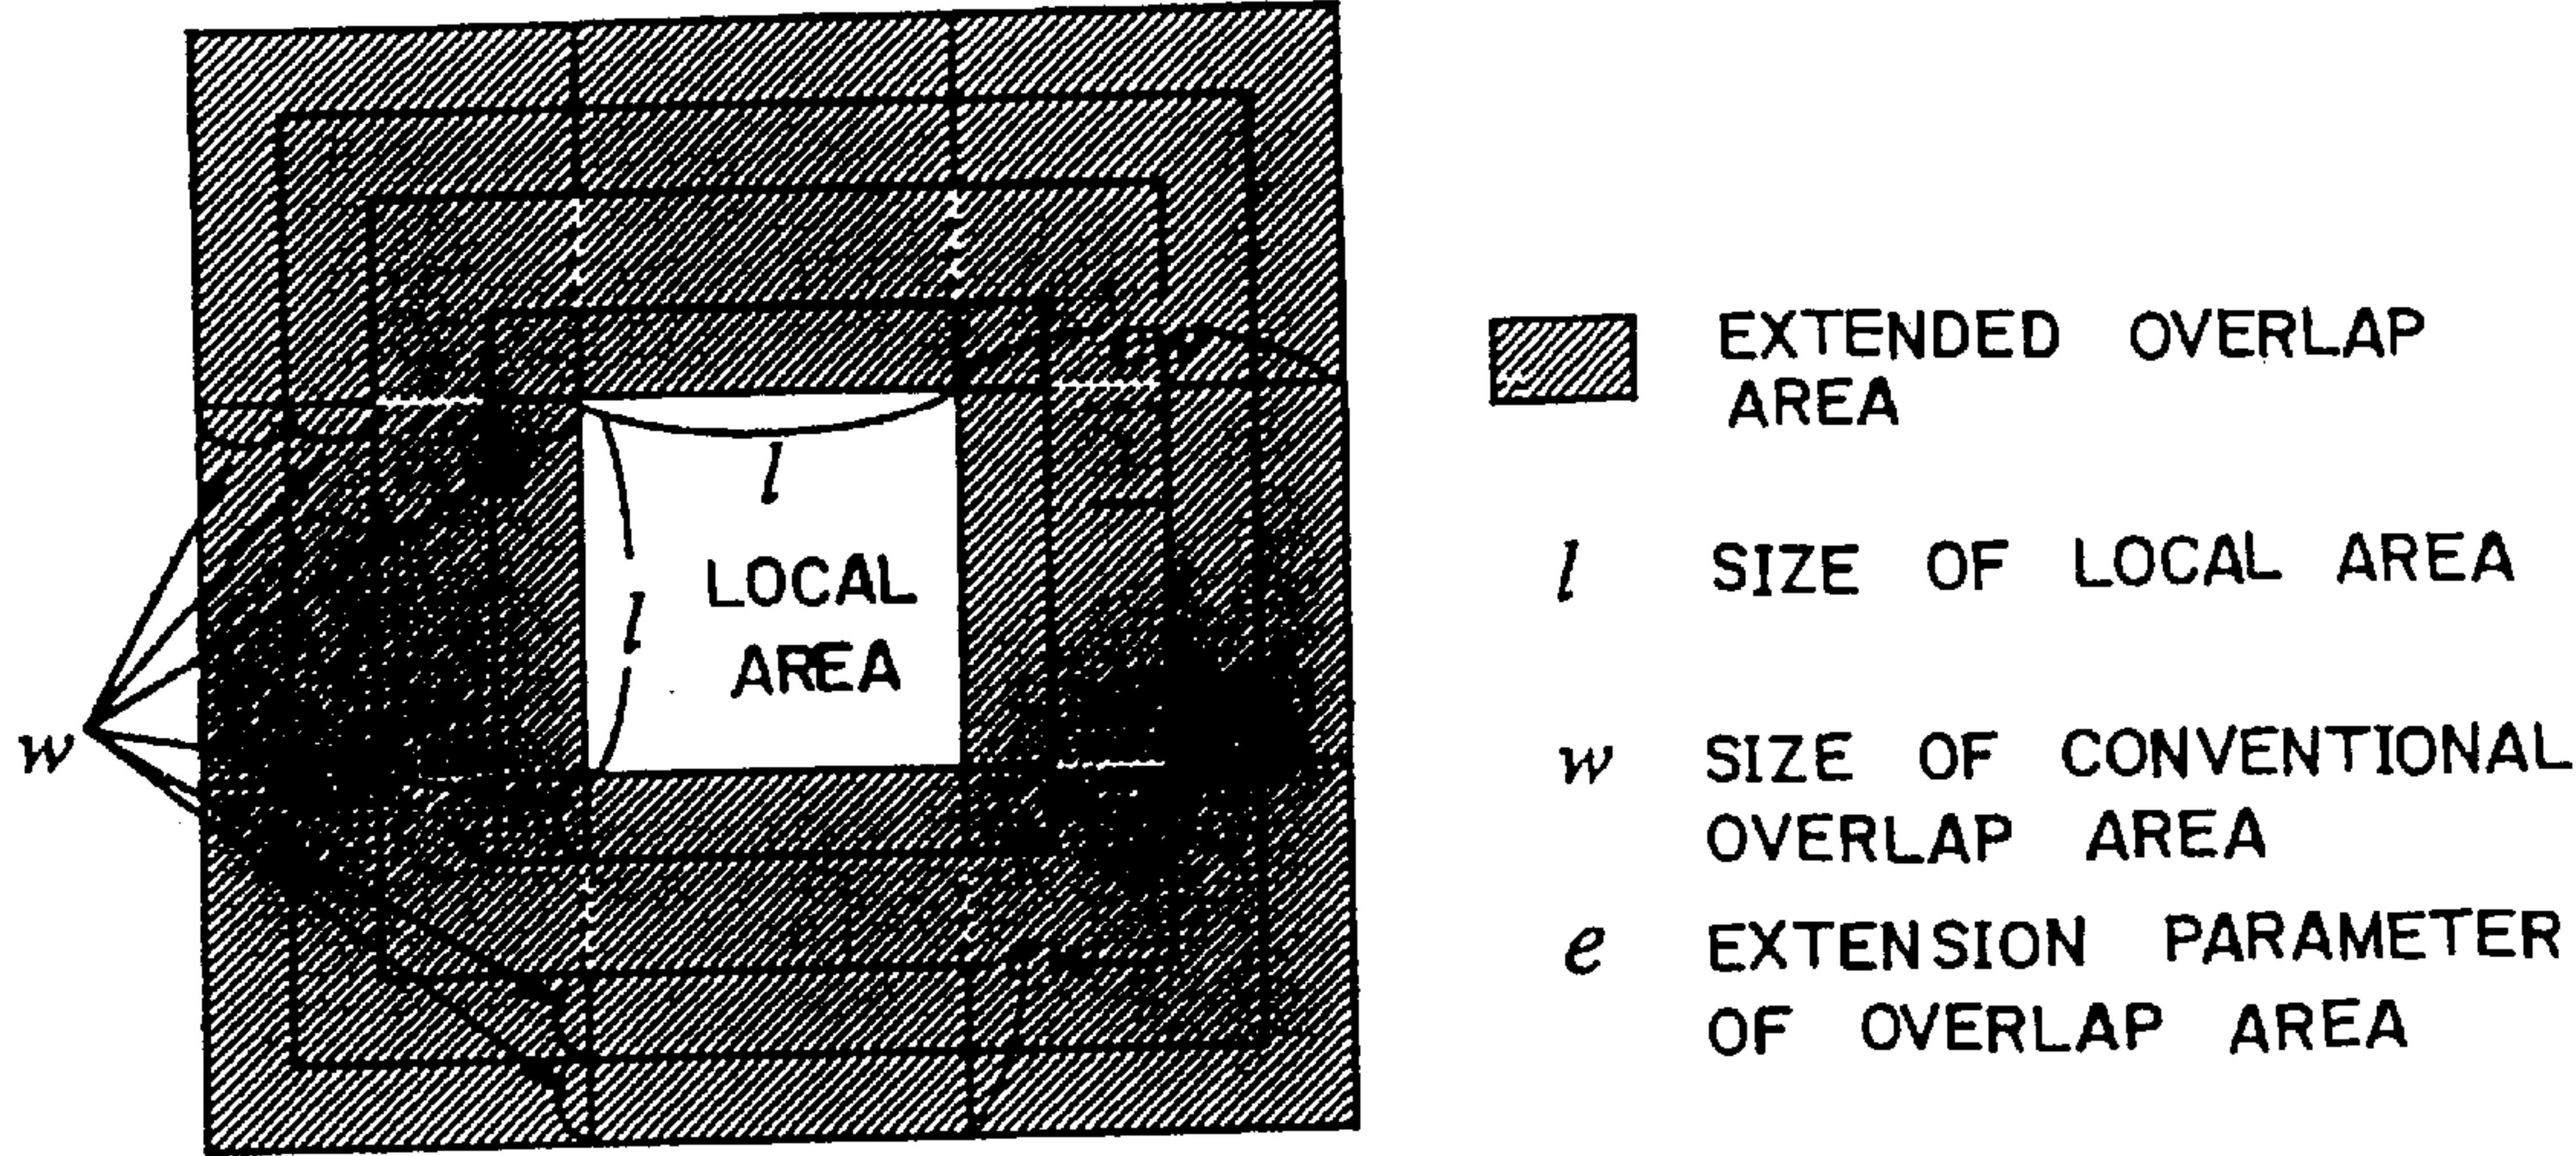 l
l
LOCAL
AREA
w
EXTENDED OVERLAP
AREA
l SIZE OF LOCAL AREA
w SIZE OF CONVENTIONAL
OVERLAP AREA
e EXTENSION PARAMETER
OF OVERLAP AREA